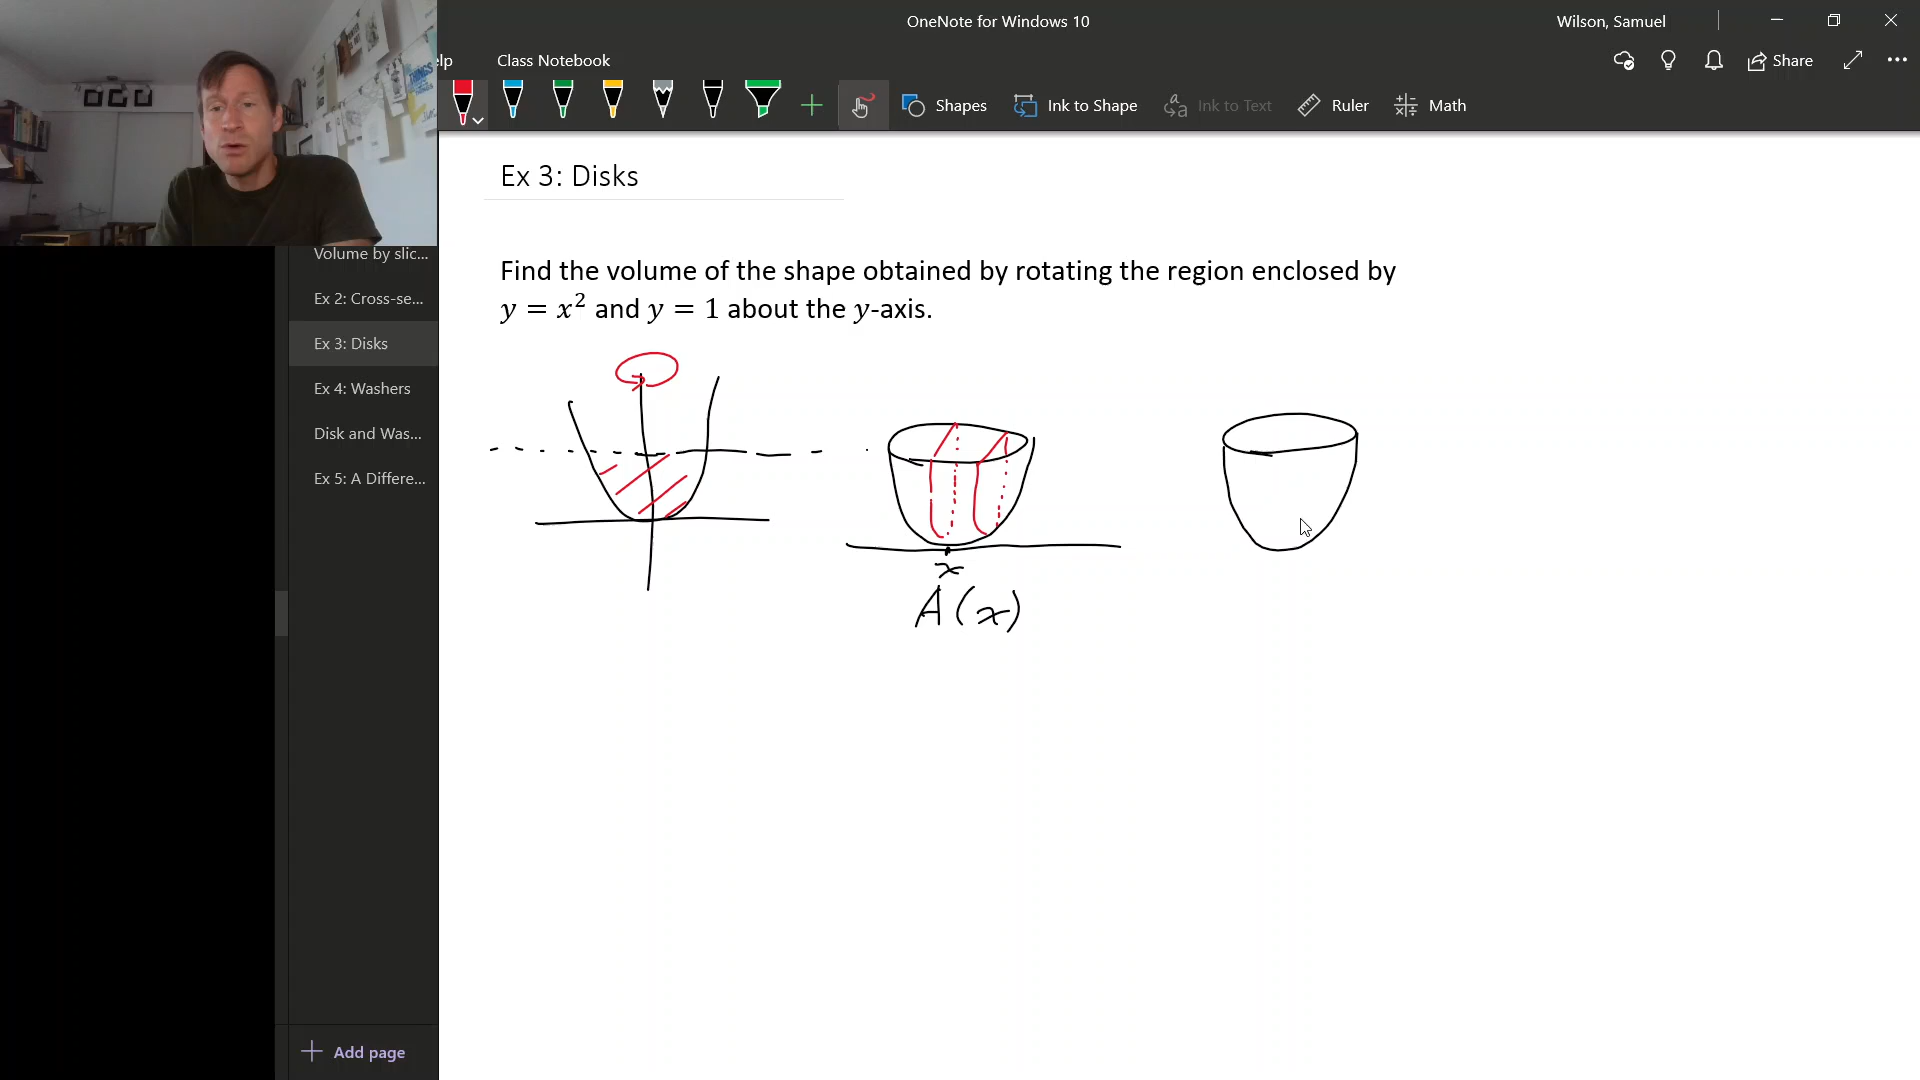 OneNote for Windows 10
Wilson, Samuel
elp
Class Notebook
Share
Shapes
Ink to Shape
Ink to Text
Ruler
Math
Ex 3: Disks
Volume by slic...
Ex 2: Cross-se...
Ex 3: Disks
Ex 4: Washers
Disk and Was...
Ex 5: A Differe...
Add page
Find the volume of the shape obtained by rotating the region enclosed by
y = x² and y = 1 about the y-axis.
x
A(x)